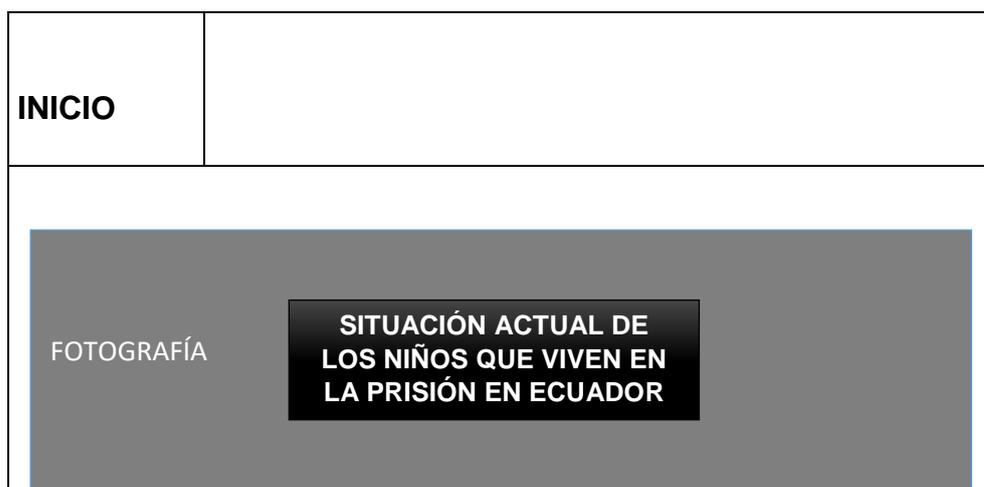 INICIO
FOTOGRAFÍA
SITUACIÓN ACTUAL DE
LOS NIÑOS QUE VIVEN EN
LA PRISIÓN EN ECUADOR